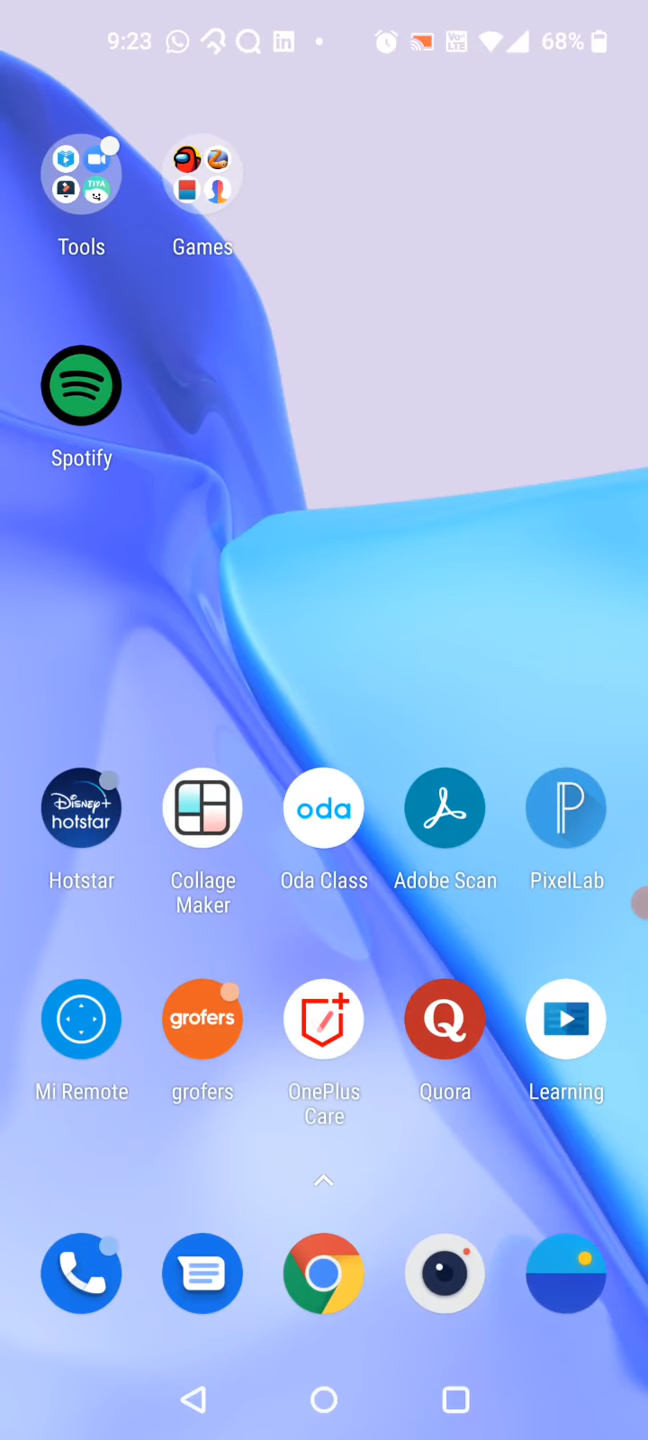 9:23 68%
TIYA
Tools Games
Spotify
Disney+
hotstar
oda
Hotstar Collage Maker Oda Class Adobe Scan PixelLab
grofers
Mi Remote grofers OnePlus Care Quora Learning